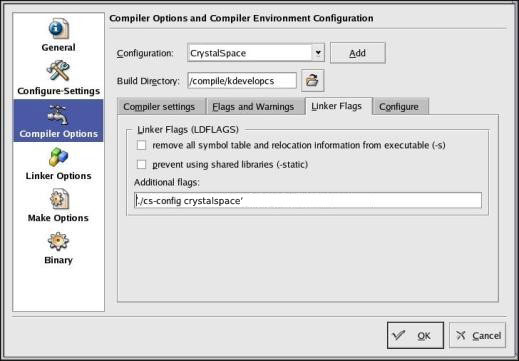 Compiler Options and Compiler Environment Configuration
General
Configure-Settings
Compiler Options
Linker Options
Make Options
Binary
Configuration:
CrystalSpace
Add
Build Directory:
/compile/kdevelopcs
Compiler settings
Flags and Warnings
Linker Flags
Configure
Linker Flags (LDFLAGS)
remove all symbol table and relocation information from executable (-s)
prevent using shared libraries (-static)
Additional flags:
'./cs-config crystalspace'
OK
Cancel